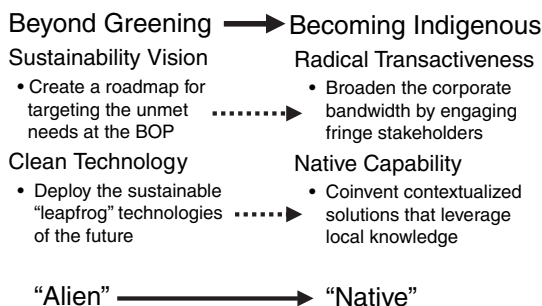 Beyond Greening
Becoming Indigenous
Sustainability Vision
• Create a roadmap for
targeting the unmet
needs at the BOP
Radical Transactiveness
• Broaden the corporate
bandwidth by engaging
fringe stakeholders
Clean Technology
• Deploy the sustainable
“leapfrog” technologies
of the future
Native Capability
• Coinvent contextualized
solutions that leverage
local knowledge
“Alien”
“Native”